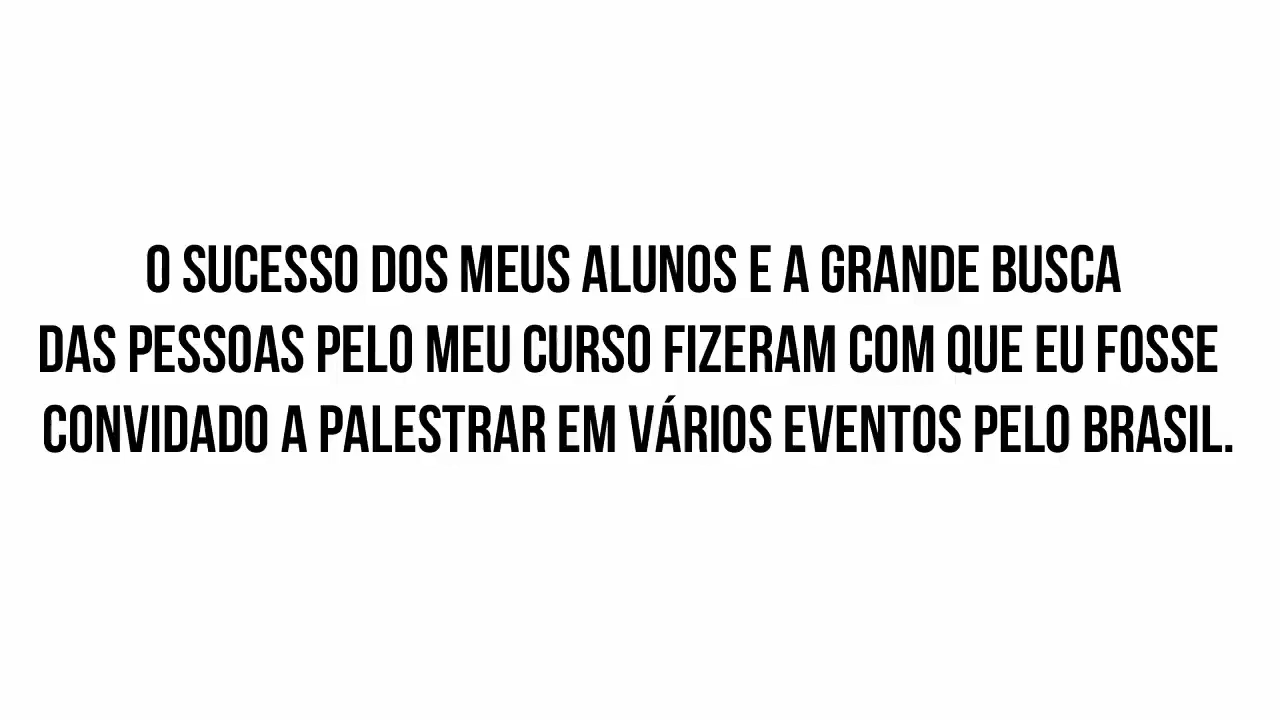 O SUCESSO DOS MEUS ALUNOS E A GRANDE BUSCA
DAS PESSOAS PELO MEU CURSO FIZERAM COM QUE EU FOSSE
CONVIDADO A PALESTRAR EM VÁRIOS EVENTOS PELO BRASIL.